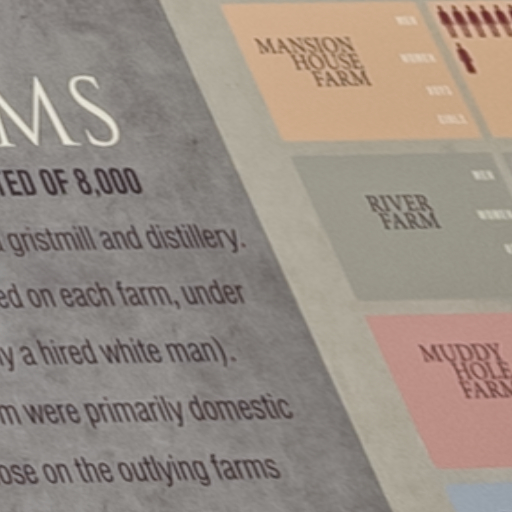 MS
TED OF 8,000
gristmill and distillery.
ed on each farm, under
y a hired white man).
m were primarily domestic
ose on the outlying farms
MANSION
HOUSE
FARM
MEN
WOMEN
BOYS
GIRLS
RIVER
FARM
MEN
WOMEN
MUDDY
HOLE
FARM